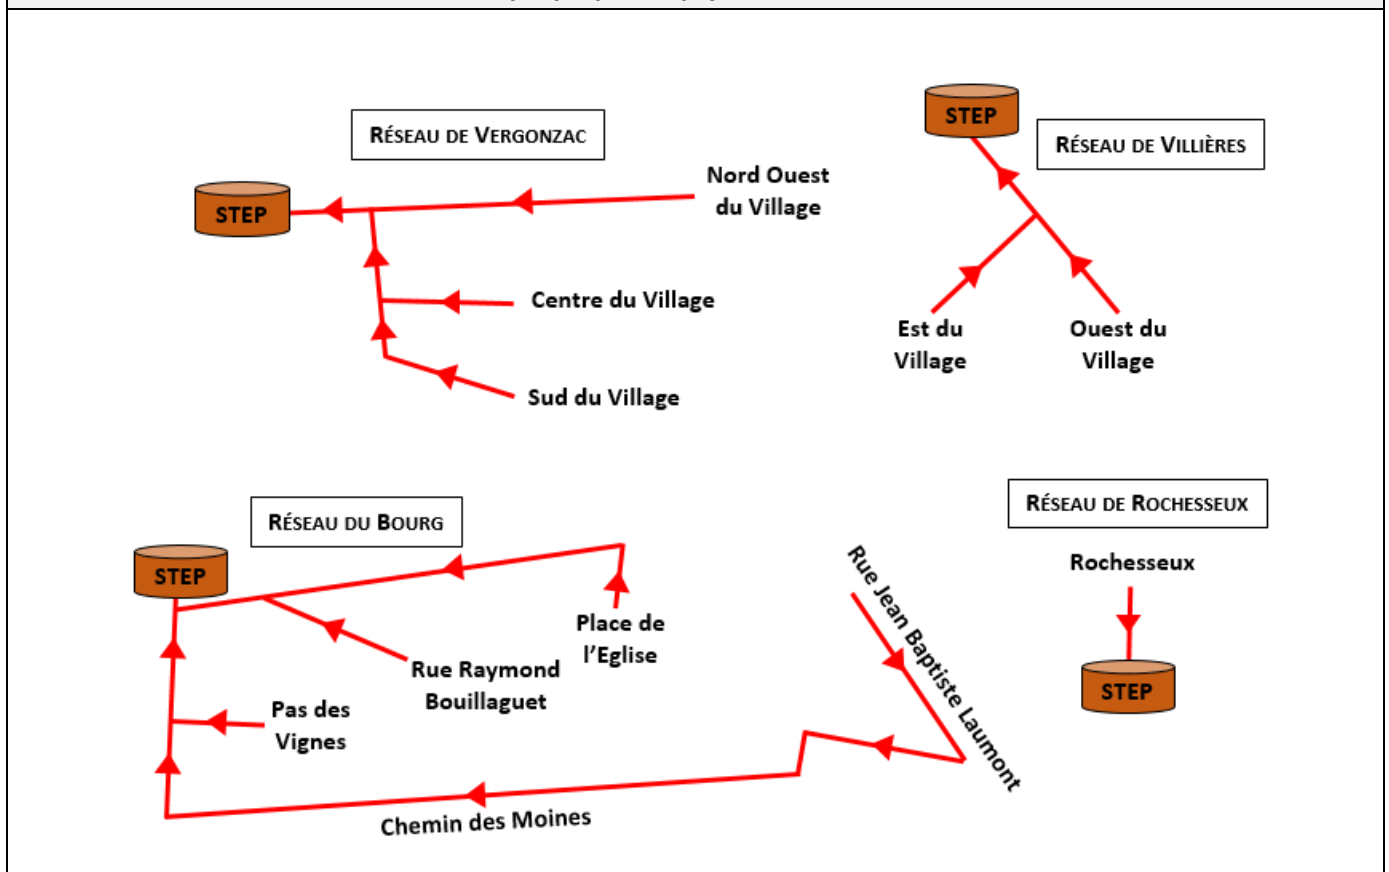 RÉSEAU DE VERGONZAC
STEP
Nord Ouest
du Village
Centre du Village
Sud du Village
STEP
RÉSEAU DE VILLIÈRES
Est du
Village
Ouest du
Village
RÉSEAU DU BOURG
STEP
Place de
l'Eglise
Rue Raymond
Bouillaguet
Pas des
Vignes
Chemin des Moines
Rue Jean Baptiste Laumont
RÉSEAU DE ROCHESSEUX
Rochesseux
STEP